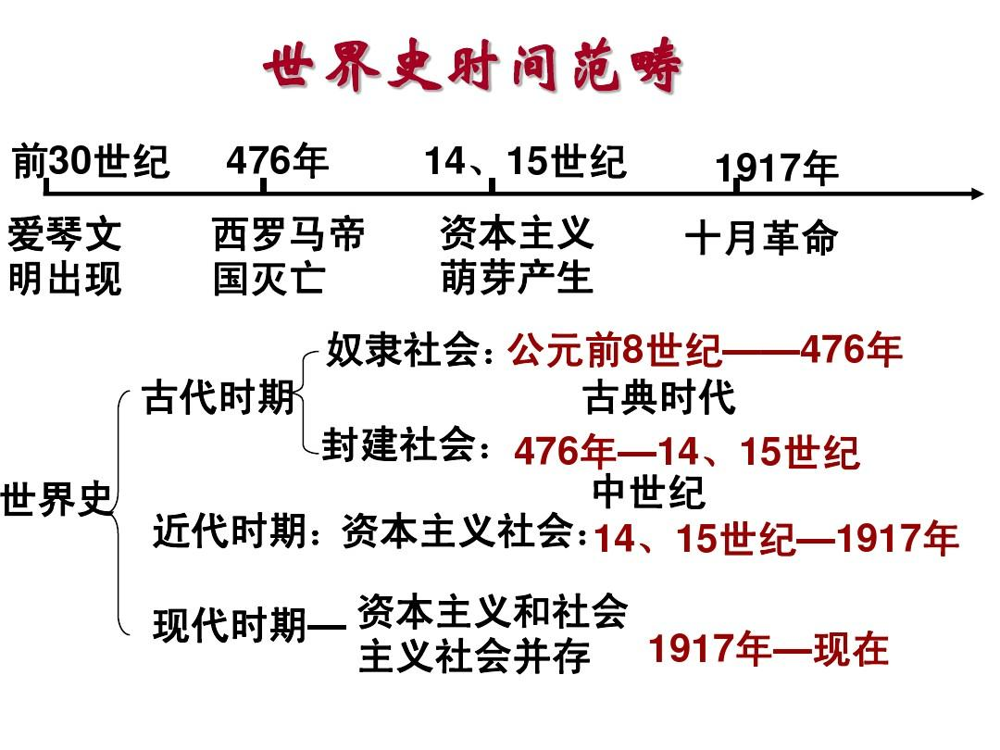 世界史时间范畴
前30世纪 476年 14、15世纪 1917年
爱琴文 西罗马帝 资本主义 十月革命
明出现 国灭亡 萌芽产生
奴隶社会：公元前8世纪——476年
古代时期 古典时代
封建社会：476年—14、15世纪
中世纪
世界史
近代时期：资本主义社会：14、15世纪—1917年
现代时期— 资本主义和社会
主义社会并存 1917年—现在